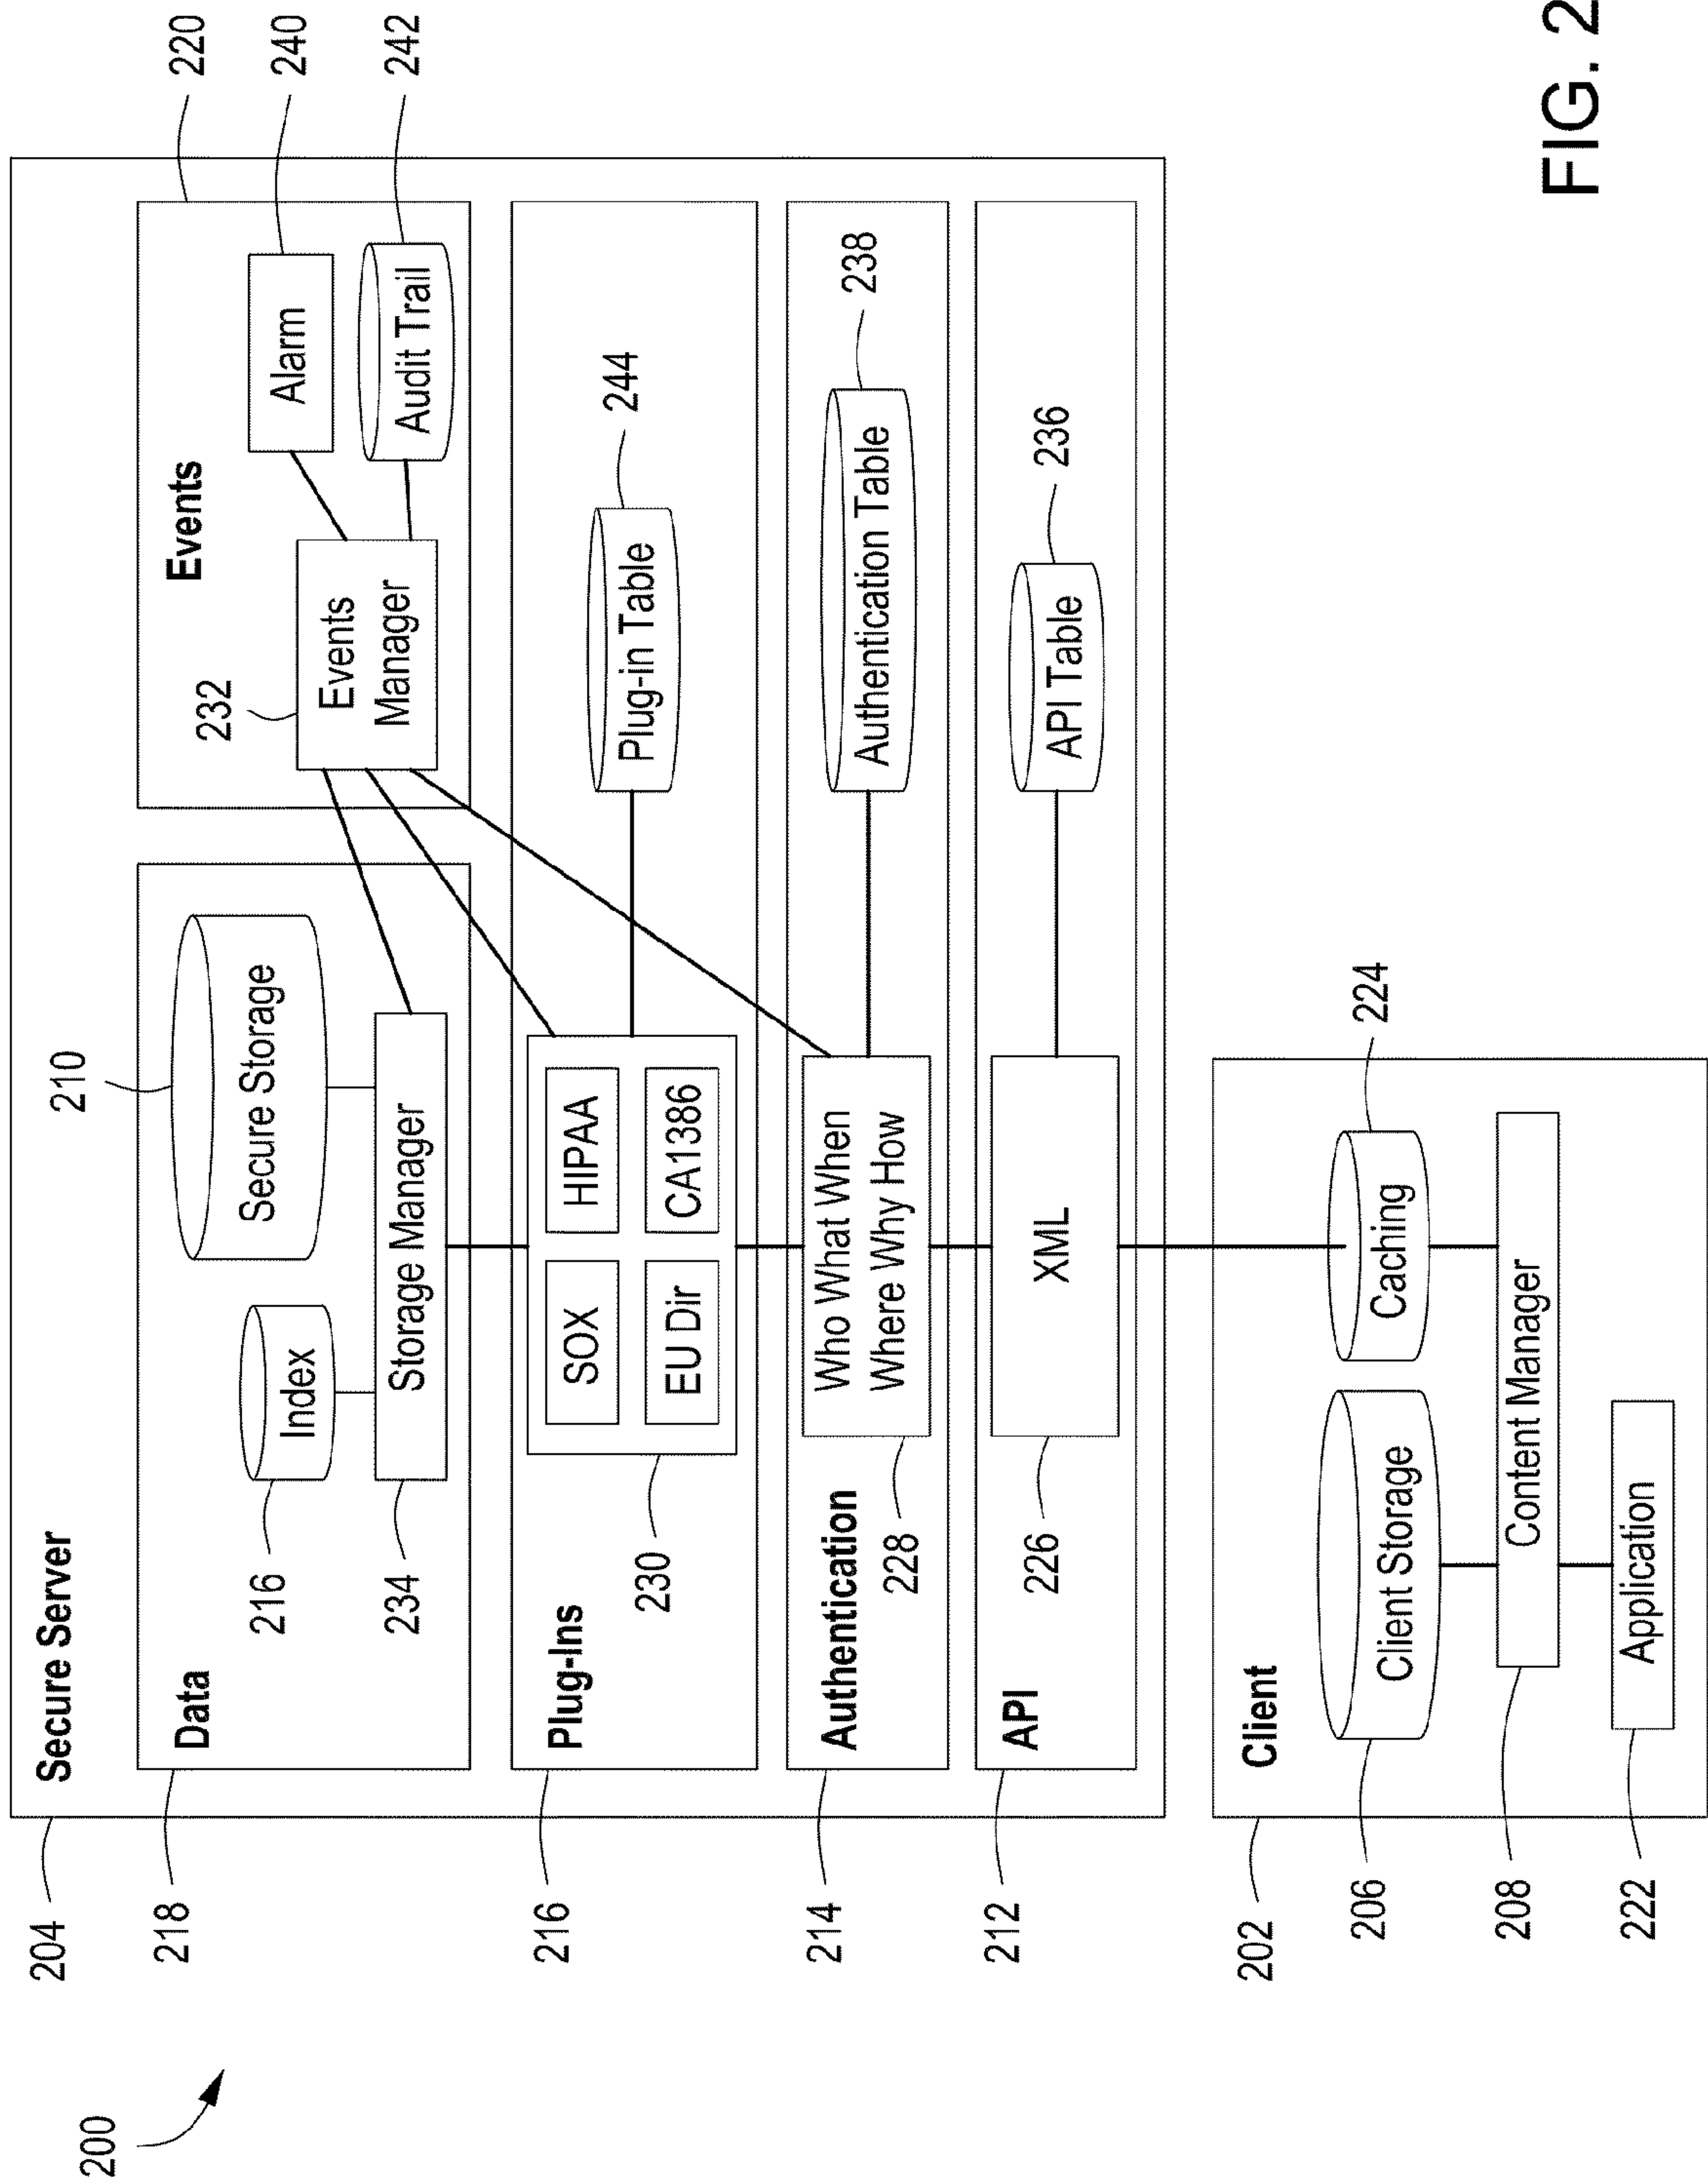 200
204
Secure Server
218
Data
216
Index
234
Storage Manager
210
Secure Storage
220
Events
232
Events
Manager
240
Alarm
242
Audit Trail
216
Plug-Ins
230
SOX
HIPAA
EU Dir
CA1386
244
Plug-in Table
214
Authentication
228
Who What When
Where Why How
238
Authentication Table
212
API
226
XML
236
API Table
202
Client
206
Client Storage
224
Caching
208
Content Manager
222
Application
FIG. 2